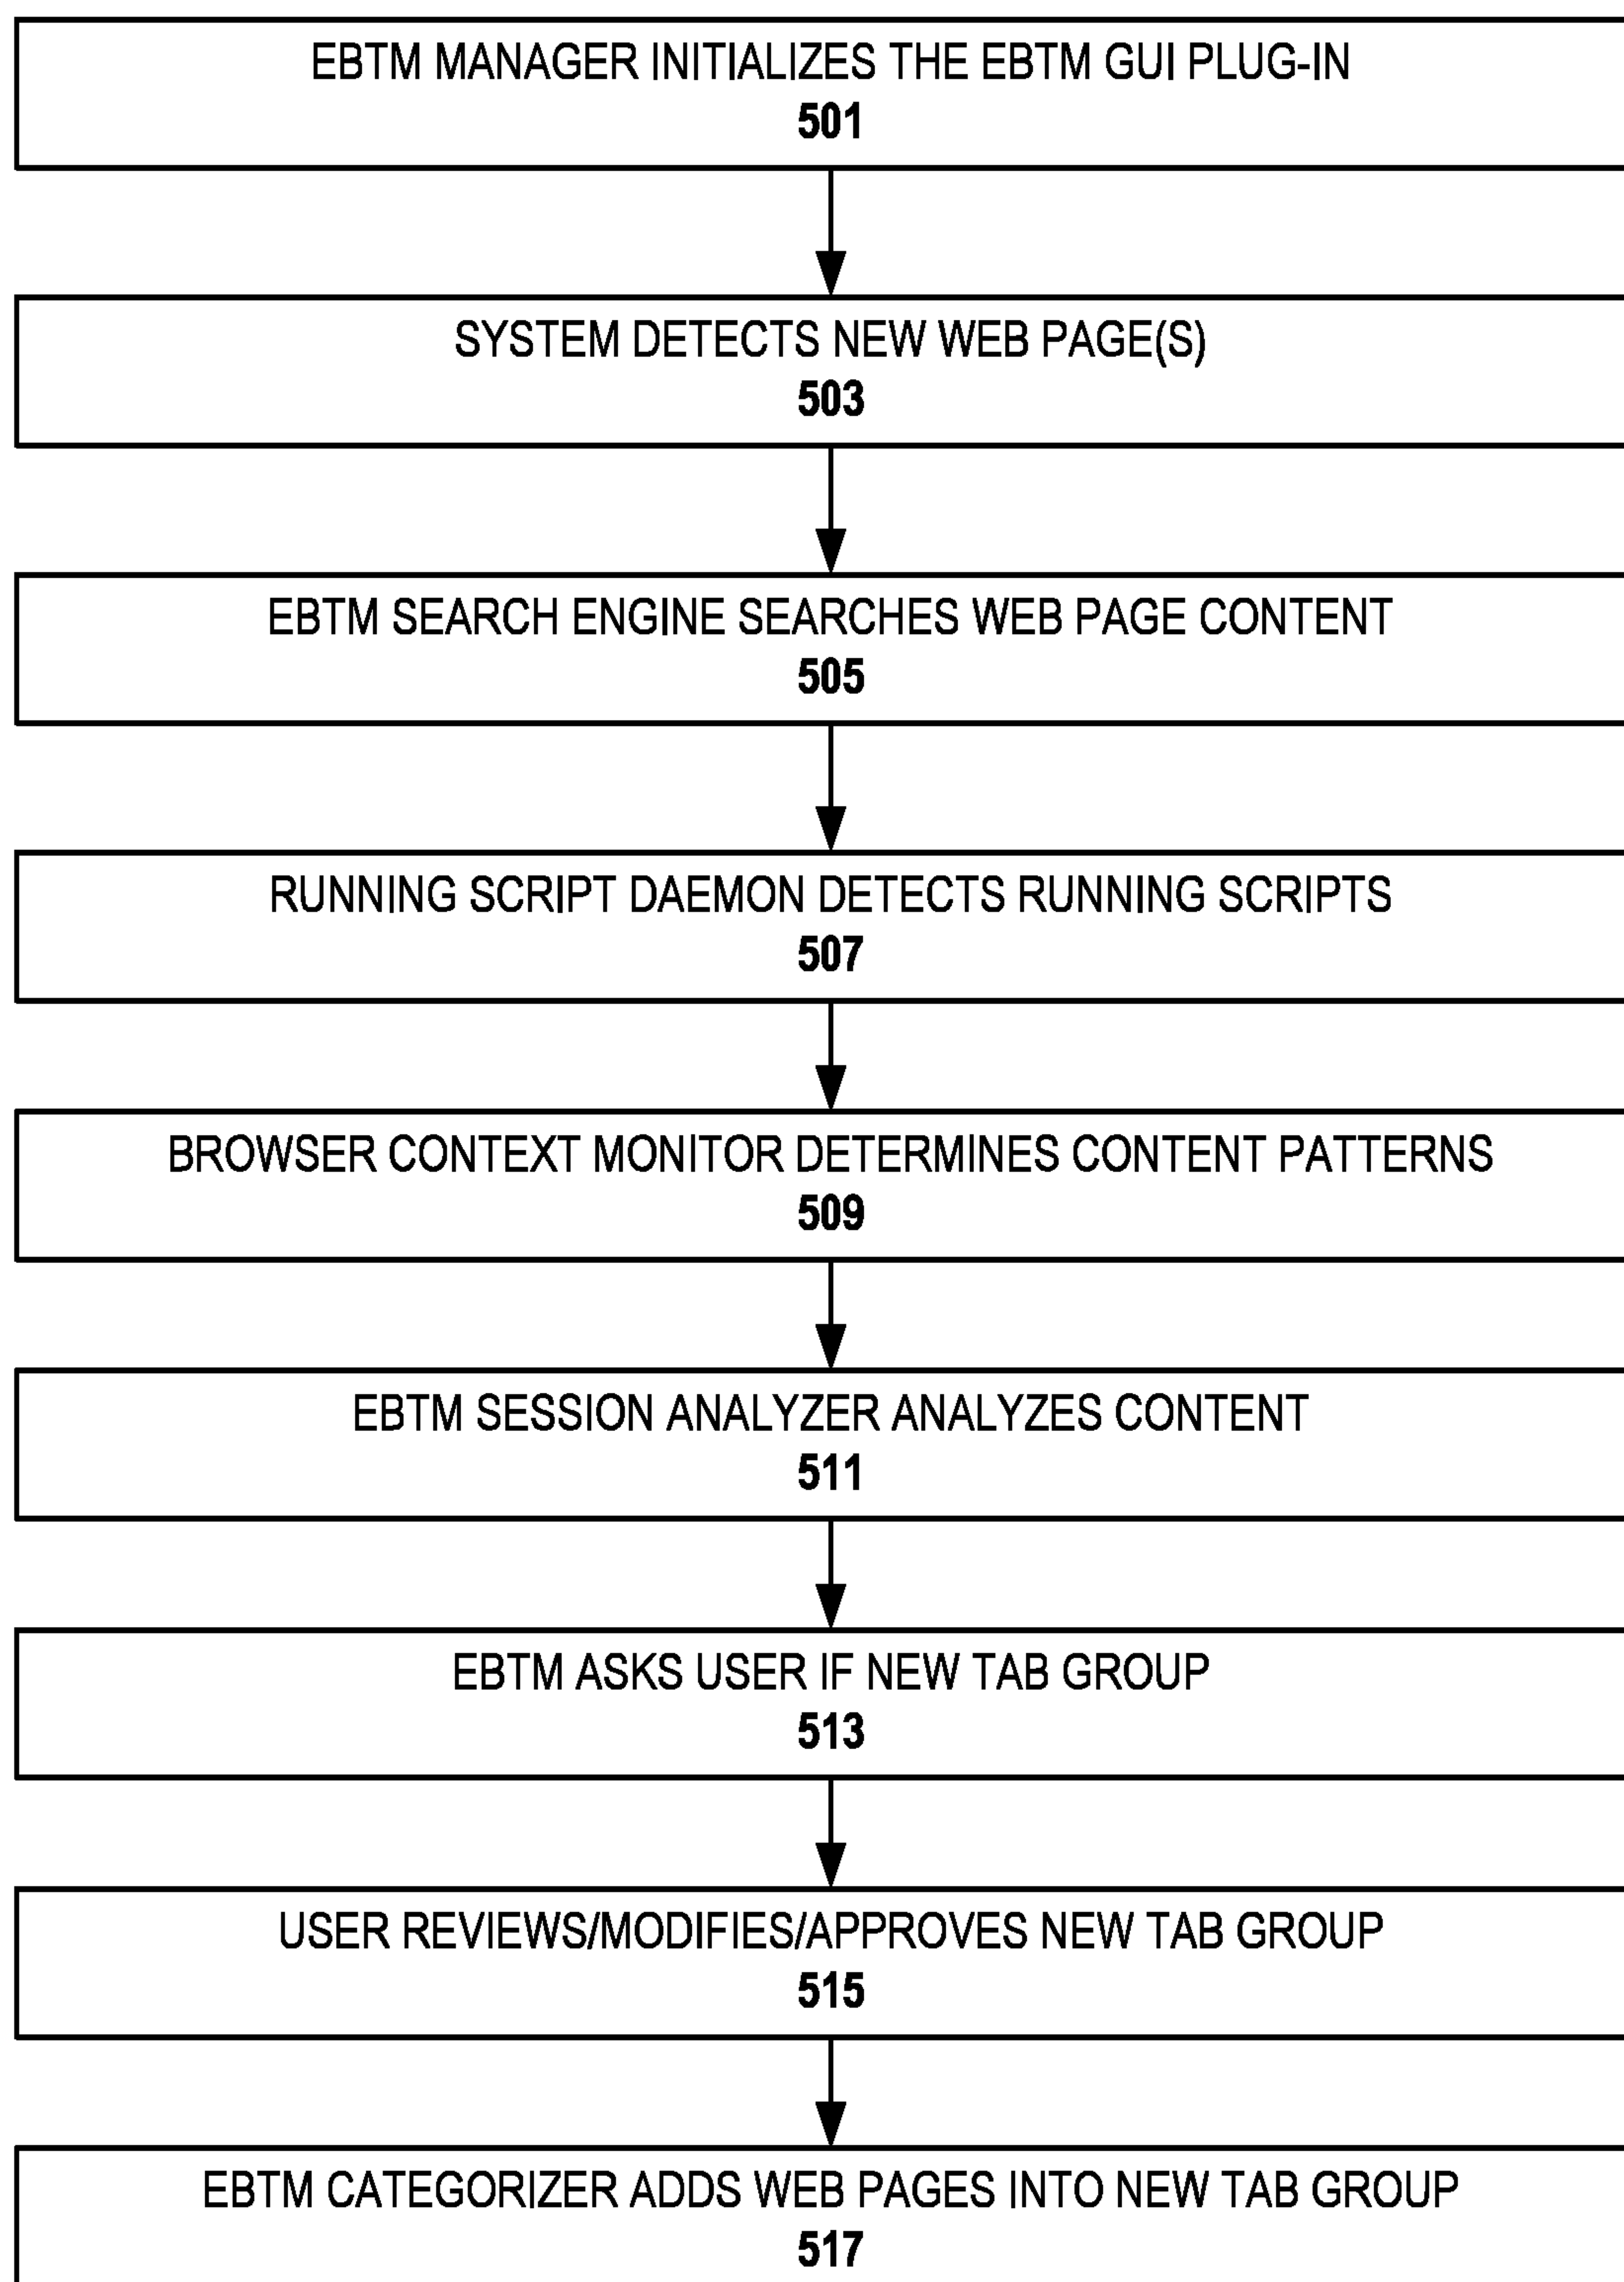 EBTM MANAGER INITIALIZES THE EBTM GUI PLUG-IN
501
SYSTEM DETECTS NEW WEB PAGE(S)
503
EBTM SEARCH ENGINE SEARCHES WEB PAGE CONTENT
505
RUNNING SCRIPT DAEMON DETECTS RUNNING SCRIPTS
507
BROWSER CONTEXT MONITOR DETERMINES CONTENT PATTERNS
509
EBTM SESSION ANALYZER ANALYZES CONTENT
511
EBTM ASKS USER IF NEW TAB GROUP
513
USER REVIEWS/MODIFIES/APPROVES NEW TAB GROUP
515
EBTM CATEGORIZER ADDS WEB PAGES INTO NEW TAB GROUP
517